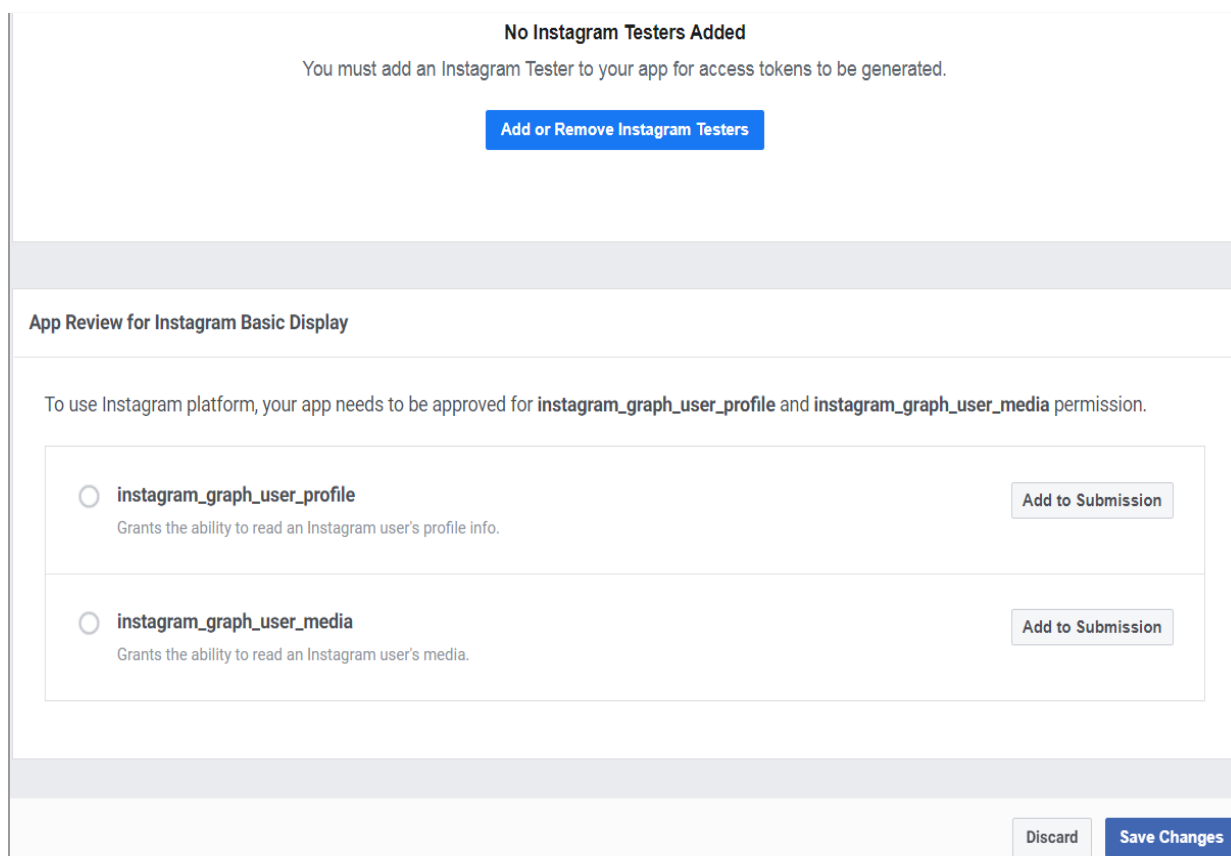 No Instagram Testers Added
You must add an Instagram Tester to your app for access tokens to be generated.
Add or Remove Instagram Testers
App Review for Instagram Basic Display
To use Instagram platform, your app needs to be approved for instagram_graph_user_profile and instagram_graph_user_media permission.
instagram_graph_user_profile
Add to Submission
Grants the ability to read an Instagram user's profile info.
instagram_graph_user_media
Add to Submission
Grants the ability to read an Instagram user's media.
Discard
Save Changes